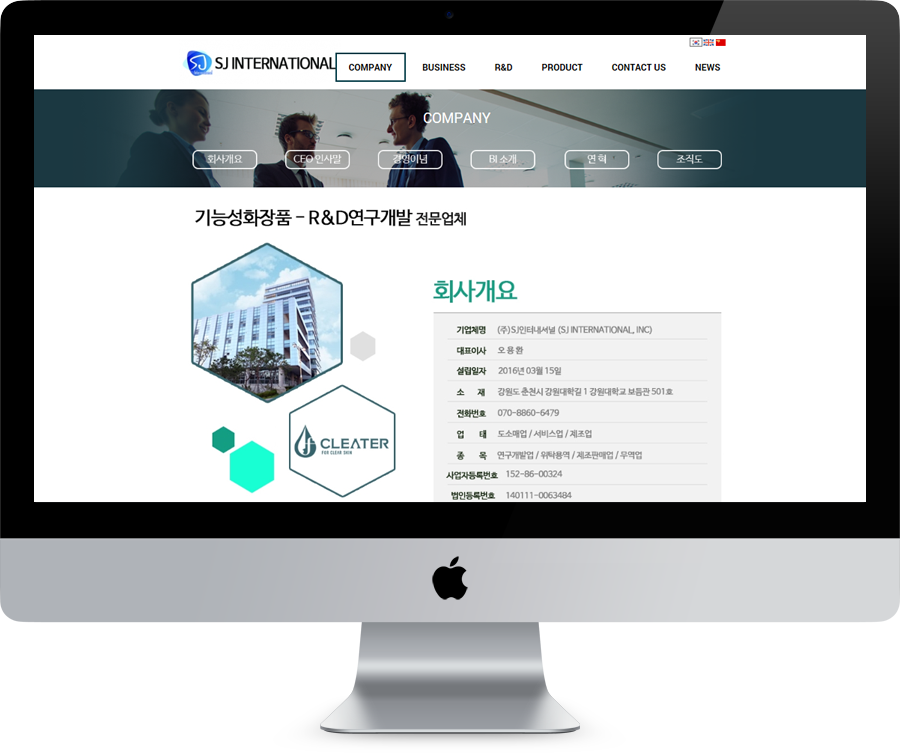 SJ INTERNATIONAL
COMPANY BUSINESS R&D PRODUCT CONTACT US NEWS
COMPANY
회사개요 CEO 인사말 경영이념 BI 소개 연 혁 조직도
기능성화장품 - R&D연구개발 전문업체
회사개요
기업체명 (주)SJ인터내셔널 (SJ INTERNATIONAL, INC)
대표이사 오 용 환
설립일자 2016년 03월 15일
소 재 강원도 춘천시 강원대학길 1 강원대학교 보듬관 501호
전화번호 070-8860-6479
업 태 도소매업 / 서비스업 / 제조업
종 목 연구개발업 / 위탁용역 / 제조판매업 / 무역업
사업자등록번호 152-86-00324
법인등록번호 140111-0063484
CLEATER
FOR CLEAR SKIN